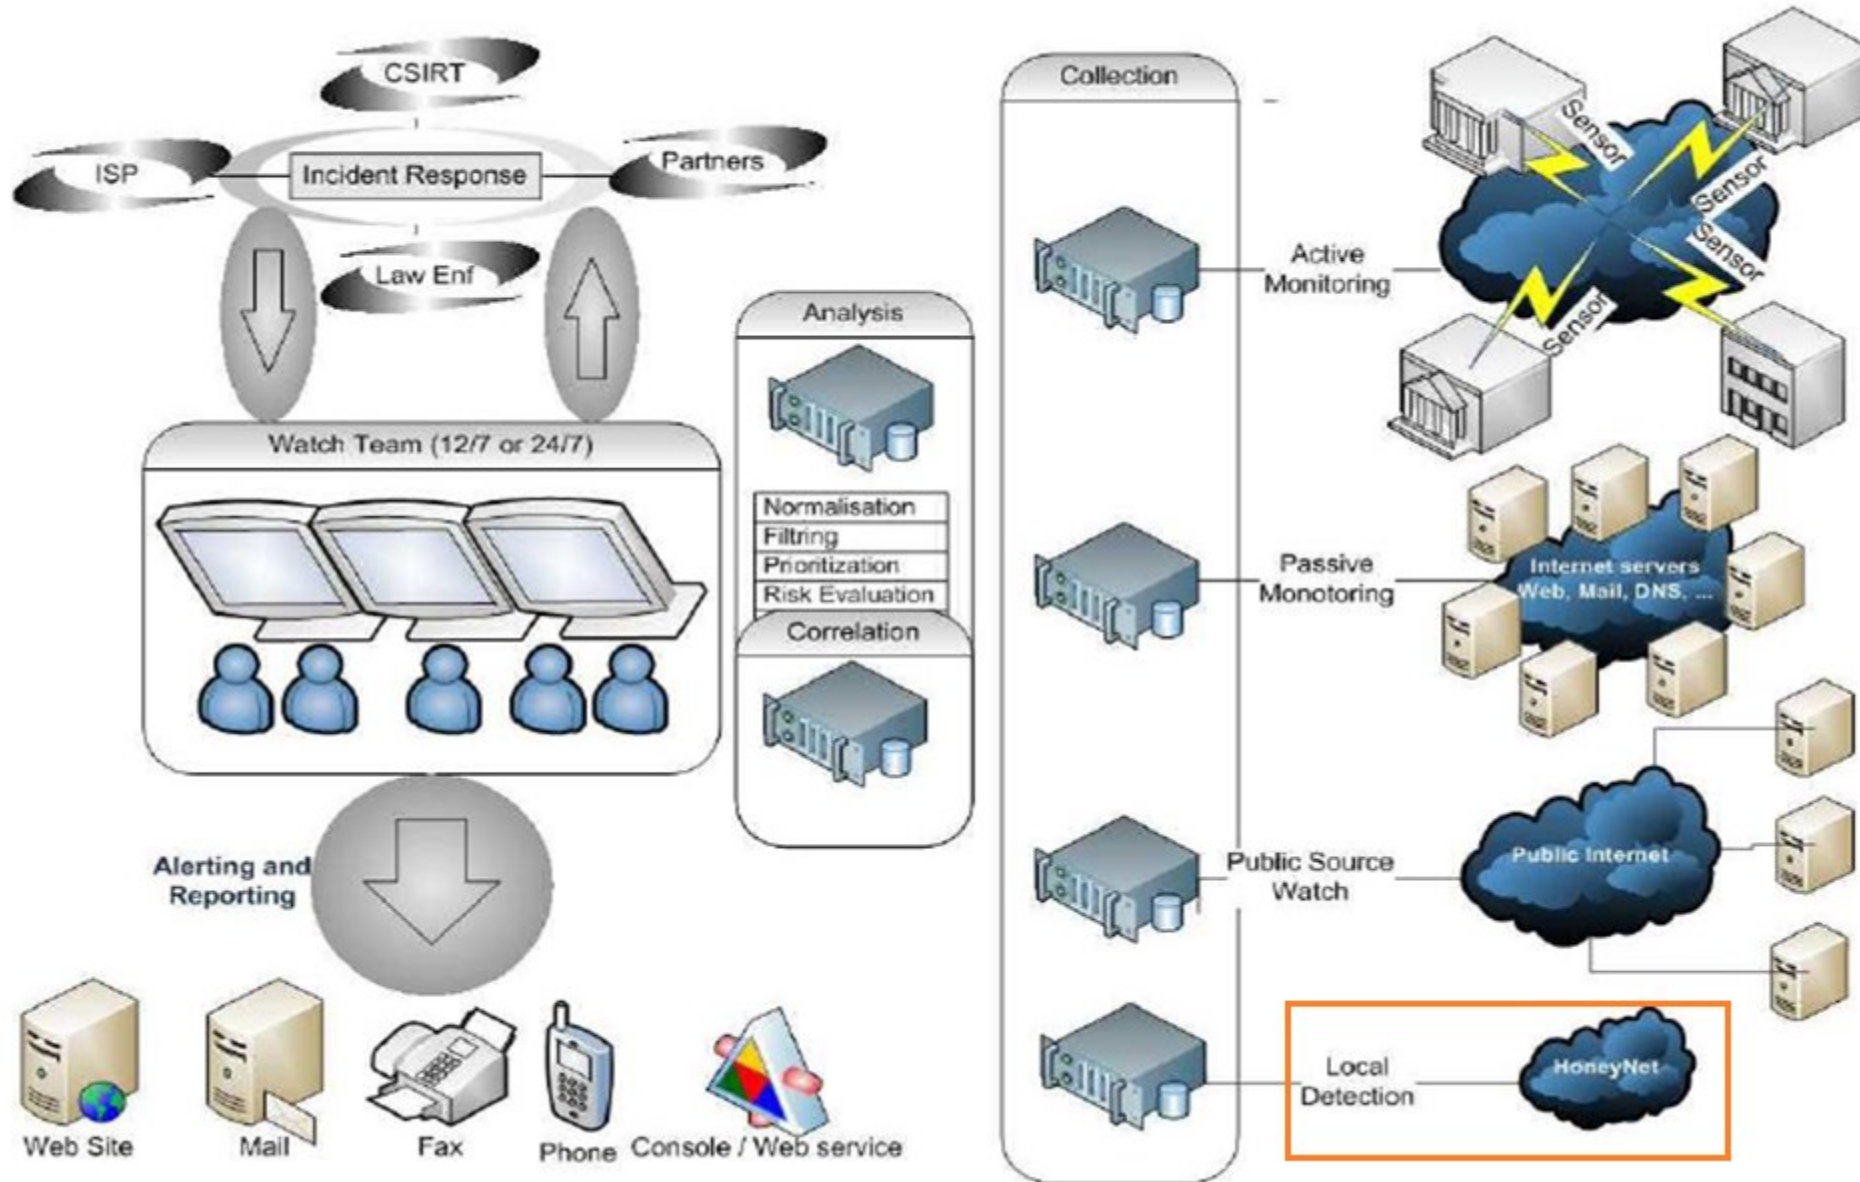 CSIRT
ISP
Incident Response
Partners
Law Enf
Watch Team (12/7 or 24/7)
Alerting and
Reporting
Web Site
Mail
Fax
Phone
Console / Web service
Analysis
Normalisation
Filtring
Prioritization
Risk Evaluation
Correlation
Collection
Active
Monitoring
Sensor
Sensor
Sensor
Sensor
Passive
Monotoring
Internet servers
Web, Mail, DNS, ...
Public Source
Watch
Public Internet
Local
Detection
HoneyNet